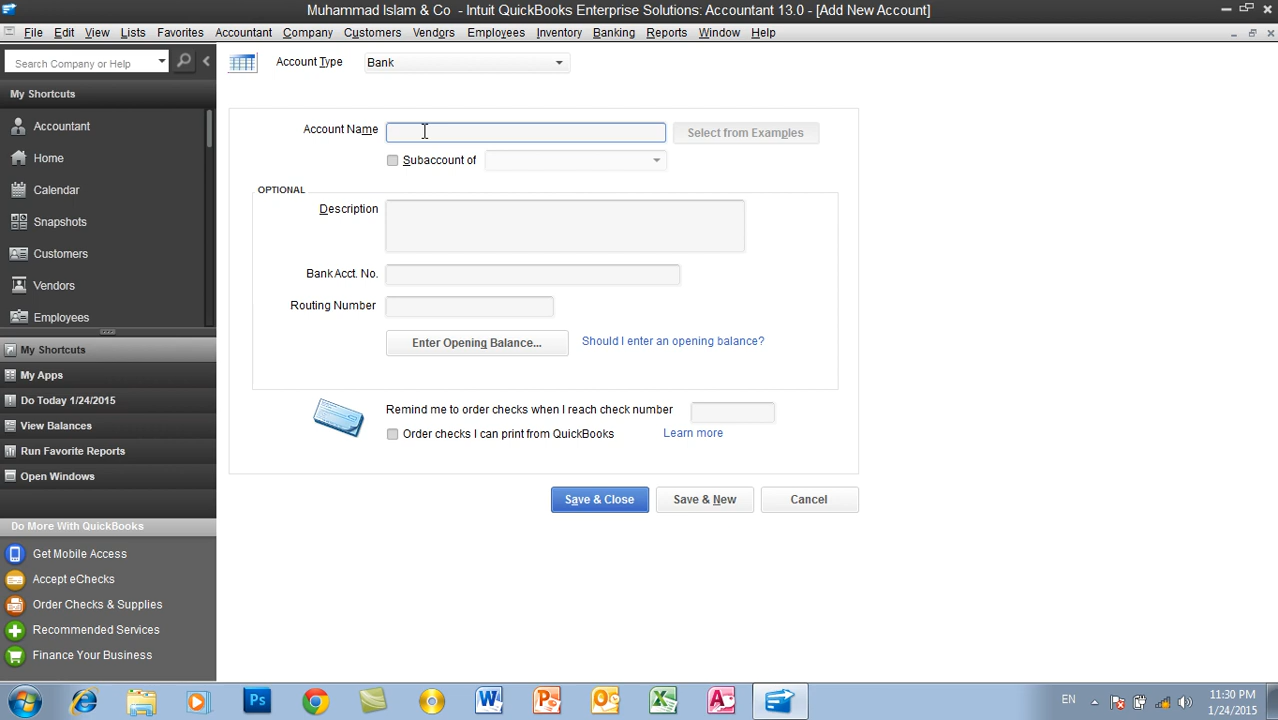 Muhammad Islam & Co - Intuit QuickBooks Enterprise Solutions: Accountant 13.0 - [Add New Account]
File Edit View Lists Favorites Accountant Company Customers Vendors Employees Inventory Banking Reports Window Help
Search Company or Help
Account Type Bank
My Shortcuts
Accountant
Home
Calendar
Snapshots
Customers
Vendors
Employees
My Shortcuts
My Apps
Do Today 1/24/2015
View Balances
Run Favorite Reports
Open Windows
Do More With QuickBooks
Get Mobile Access
Accept eChecks
Order Checks & Supplies
Recommended Services
Finance Your Business
Account Name Select from Examples
Subaccount of
OPTIONAL
Description
Bank Acct. No.
Routing Number
Enter Opening Balance... Should I enter an opening balance?
Remind me to order checks when I reach check number
Order checks I can print from QuickBooks Learn more
Save & Close Save & New Cancel
Ps W P O X A EN 11:30 PM
1/24/2015